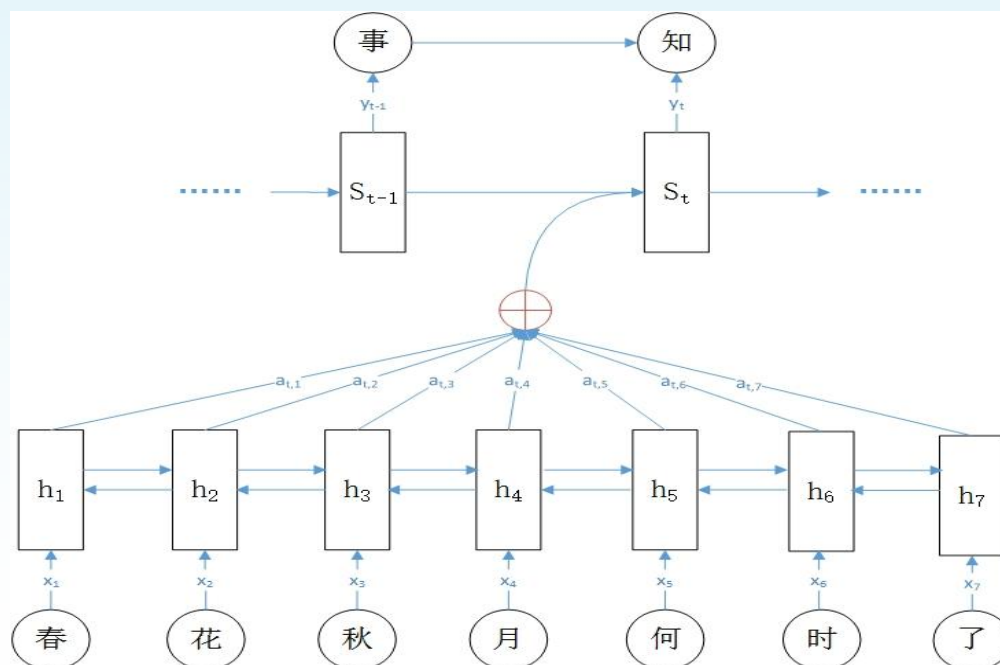 事 知
yt-1 yt
...... St-1 St ......
at,1 at,2 at,3 at,4 at,5 at,6 at,7
h1 h2 h3 h4 h5 h6 h7
x1 x2 x3 x4 x5 x6 x7
春 花 秋 月 何 时 了